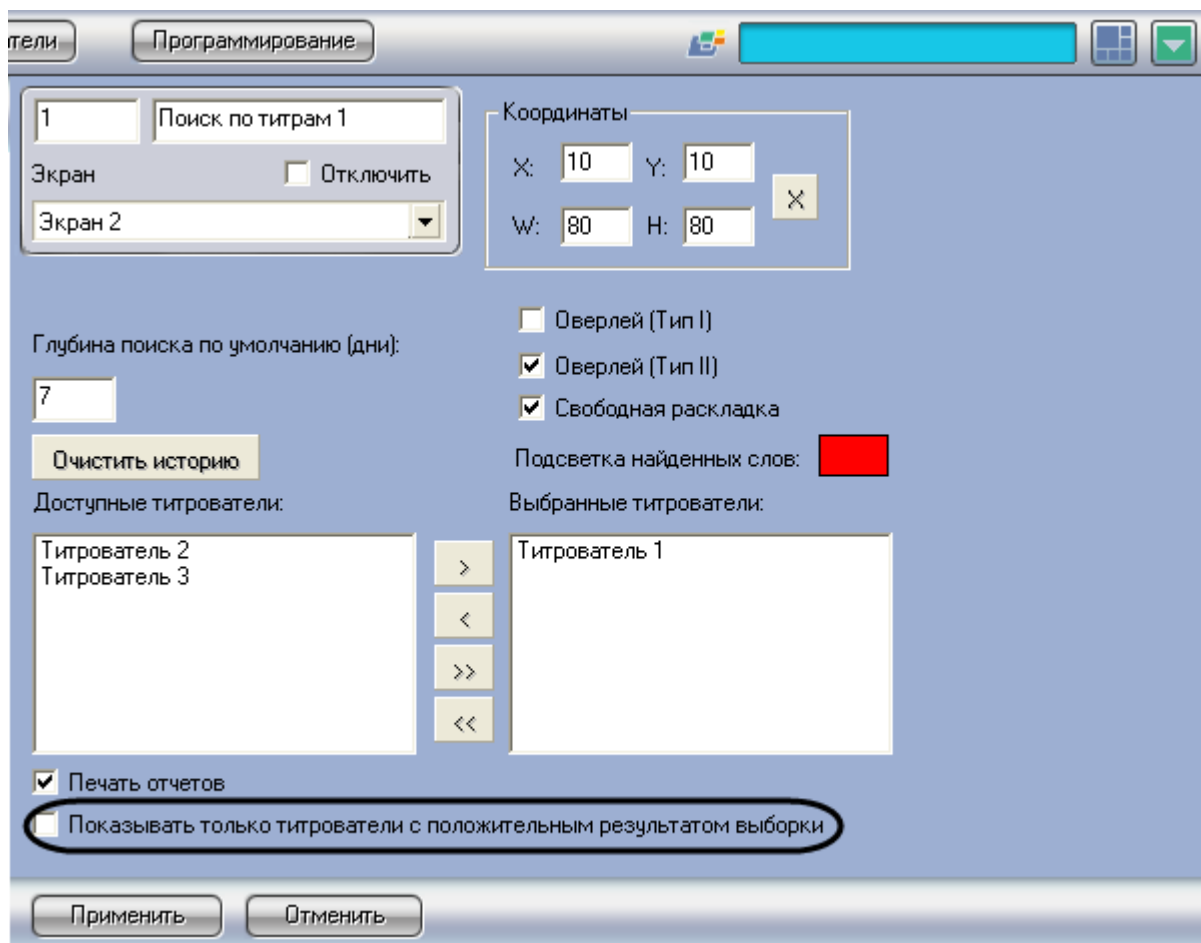 тели Программирование
1 Поиск по титрам 1
Экран Отключить
Экран 2
Координаты
X: 10 Y: 10
X
W: 80 H: 80
Оверлей (Тип I)
Глубина поиска по умолчанию (дни):
Оверлей (Тип II)
7
Свободная раскладка
Очистить историю
Подсветка найденных слов:
Доступные титрователи:
Выбранные титрователи:
Титрователь 2
Титрователь 3
>
<
>>
<<
Титрователь 1
Печать отчетов
Показывать только титрователи с положительным результатом выборки
Применить Отменить